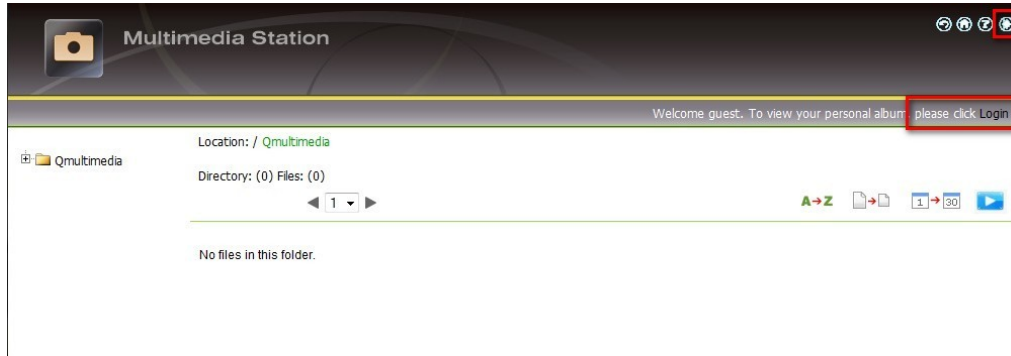 Multimedia Station
Welcome guest. To view your personal album, please click Login
Qmultimedia
Location: / Qmultimedia
Directory: (0) Files: (0)
1
A→Z
1→30
No files in this folder.